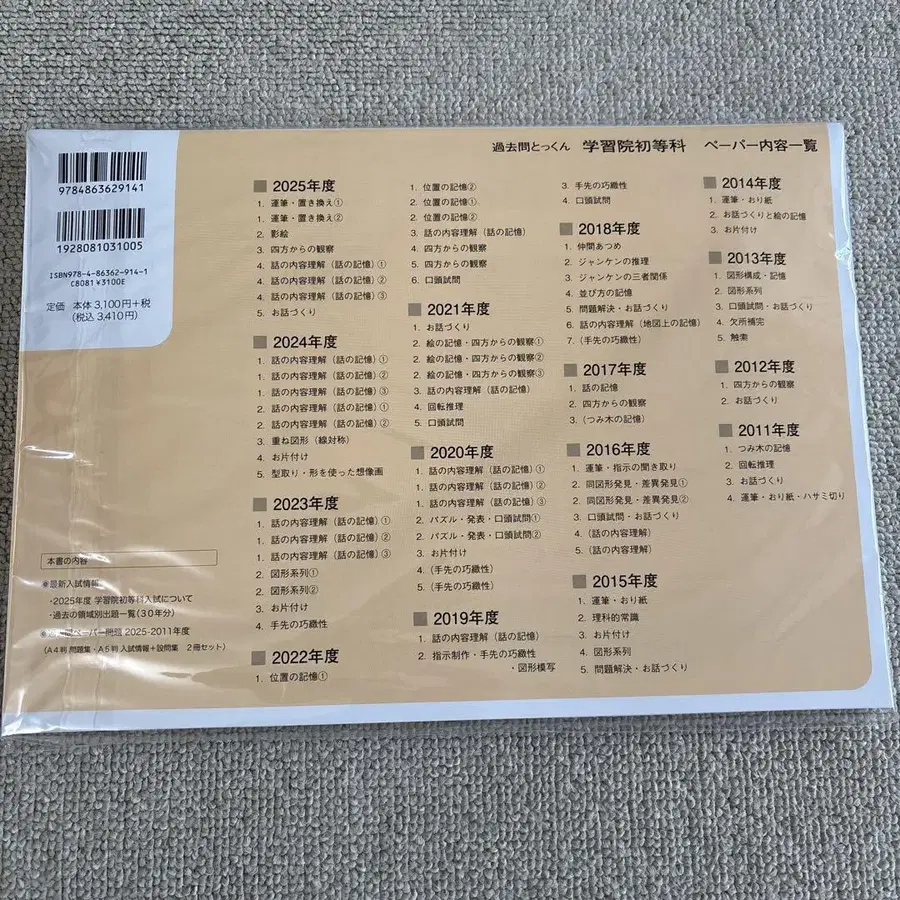 過去問とっくん 学習院初等科 ペーパー内容一覧
9784863629141
1928081031005
ISBN978-4-86362-914-1
C8081 ¥3100E
定価 本体3,100円+税
(税込 3,410円)
本書の内容
最新入試情報
・2025年度 学習院初等科入試について
・過去の領域別出題一覧(30年分)
ペーパー問題 2025-2011年度
(A4判 問題集・A5判 入試情報+設問集 2冊セット)
2025年度
1. 運筆・置き換え①
1. 運筆・置き換え②
2. 影絵
3. 四方からの観察
4. 話の内容理解(話の記憶)①
4. 話の内容理解(話の記憶)②
4. 話の内容理解(話の記憶)③
5. お話づくり
2024年度
1. 話の内容理解(話の記憶)①
1. 話の内容理解(話の記憶)②
1. 話の内容理解(話の記憶)③
2. 話の内容理解(話の記憶)①
2. 話の内容理解(話の記憶)②
3. 重ね図形(線対称)
4. お片付け
5. 型取り・形を使った想像画
2023年度
1. 話の内容理解(話の記憶)①
1. 話の内容理解(話の記憶)②
1. 話の内容理解(話の記憶)③
2. 図形系列①
2. 図形系列②
3. お片付け
4. 手先の巧緻性
2022年度
1. 位置の記憶①
1. 位置の記憶②
2. 位置の記憶①
2. 位置の記憶②
3. 話の内容理解(話の記憶)
4. 四方からの観察
5. 四方からの観察
6. 口頭試問
2021年度
1. お話づくり
2. 絵の記憶・四方からの観察①
2. 絵の記憶・四方からの観察②
2. 絵の記憶・四方からの観察③
3. 話の内容理解(話の記憶)
4. 回転推理
5. 口頭試問
2020年度
1. 話の内容理解(話の記憶)①
1. 話の内容理解(話の記憶)②
1. 話の内容理解(話の記憶)③
2. パズル・発表・口頭試問①
2. パズル・発表・口頭試問②
3. お片付け
4. (手先の巧緻性)
5. (手先の巧緻性)
2019年度
1. 話の内容理解(話の記憶)
2. 指示制作・手先の巧緻性
・図形模写
3. 手先の巧緻性
4. 口頭試問
2018年度
1. 仲間あつめ
2. ジャンケンの推理
3. ジャンケンの三者関係
4. 並び方の記憶
5. 問題解決・お話づくり
6. 話の内容理解(地図上の記憶)
7. (手先の巧緻性)
2017年度
1. 話の記憶
2. 四方からの観察
3. (つみ木の記憶)
2016年度
1. 運筆・指示の聞き取り
2. 同図形発見・差異発見①
2. 同図形発見・差異発見②
3. 口頭試問・お話づくり
4. (話の内容理解)
5. (話の内容理解)
2015年度
1. 運筆・おり紙
2. 理科的常識
3. お片付け
4. 図形系列
5. 問題解決・お話づくり
2014年度
1. 運筆・おり紙
2. お話づくりと絵の記憶
3. お片付け
2013年度
1. 図形構成・記憶
2. 図形系列
3. 口頭試問・お話づくり
4. 欠所補完
5. 触索
2012年度
1. 四方からの観察
2. お話づくり
2011年度
1. つみ木の記憶
2. 回転推理
3. お話づくり
4. 運筆・おり紙・ハサミ切り